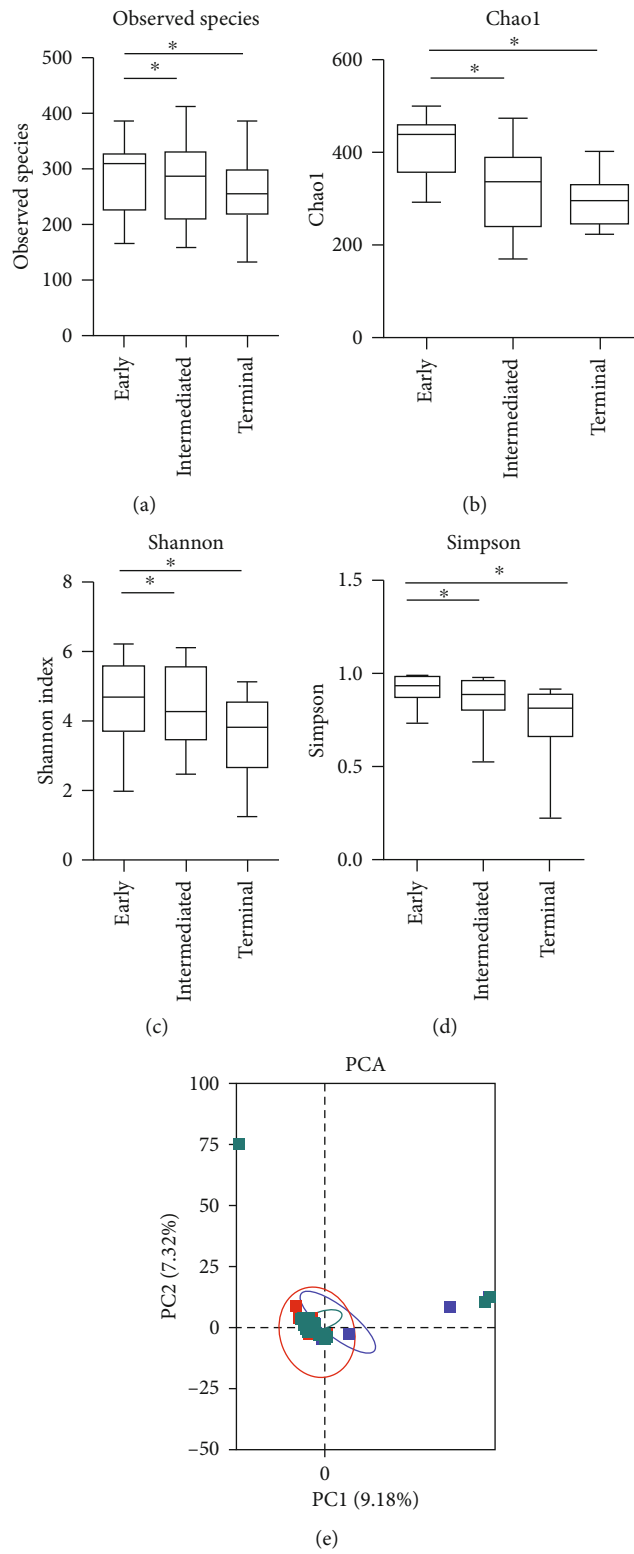 Observed species
Observed species
500
400
300
200
100
0
*
*
Early
Intermediated
Terminal
(a)
Chao1
Chao1
600
400
200
0
*
*
Early
Intermediated
Terminal
(b)
Shannon
Shannon index
8
6
4
2
0
*
*
Early
Intermediated
Terminal
(c)
Simpson
Simpson
1.5
1.0
0.5
0.0
*
*
Early
Intermediated
Terminal
(d)
PCA
PC2 (7.32%)
100
75
50
25
0
−25
−50
0
PC1 (9.18%)
(e)